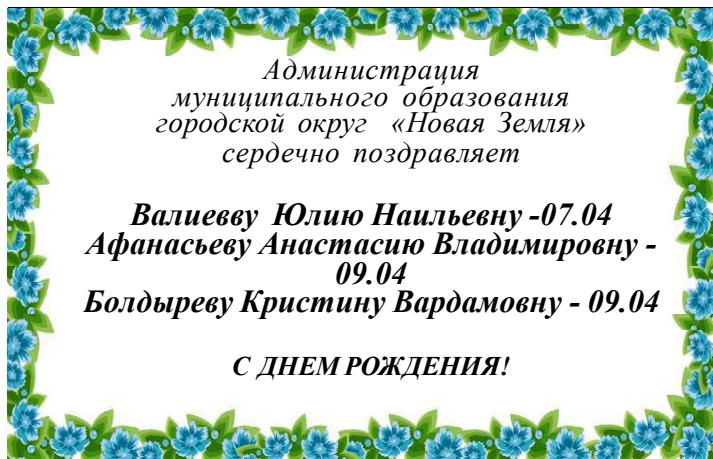 Администрация
муниципального образования
городской округ «Новая Земля»
сердечно поздравляет
Валиевву Юлию Наильевну -07.04
Афанасьеву Анастасию Владимировну -
09.04
Болдыреву Кристину Вардамовну - 09.04
С ДНЕМ РОЖДЕНИЯ!